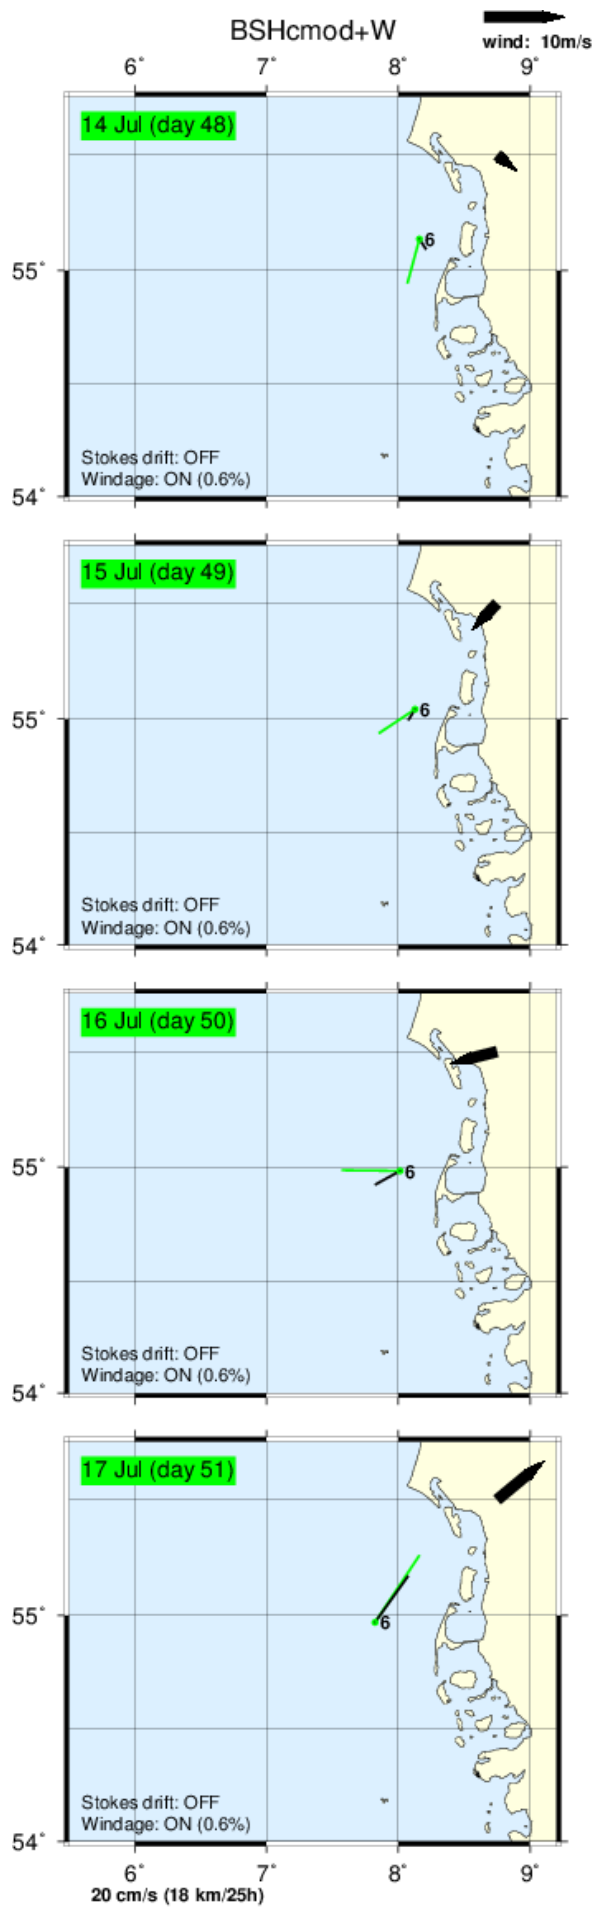 BSHcmod+W
wind: 10m/s
6˚ 7˚ 8˚ 9˚
14 Jul (day 48)
6
55˚
Stokes drift: OFF
Windage: ON (0.6%)
54˚
15 Jul (day 49)
6
55˚
Stokes drift: OFF
Windage: ON (0.6%)
54˚
16 Jul (day 50)
55˚
6
Stokes drift: OFF
Windage: ON (0.6%)
54˚
17 Jul (day 51)
55˚
6
Stokes drift: OFF
Windage: ON (0.6%)
54˚
6˚ 7˚ 8˚ 9˚
20 cm/s (18 km/25h)